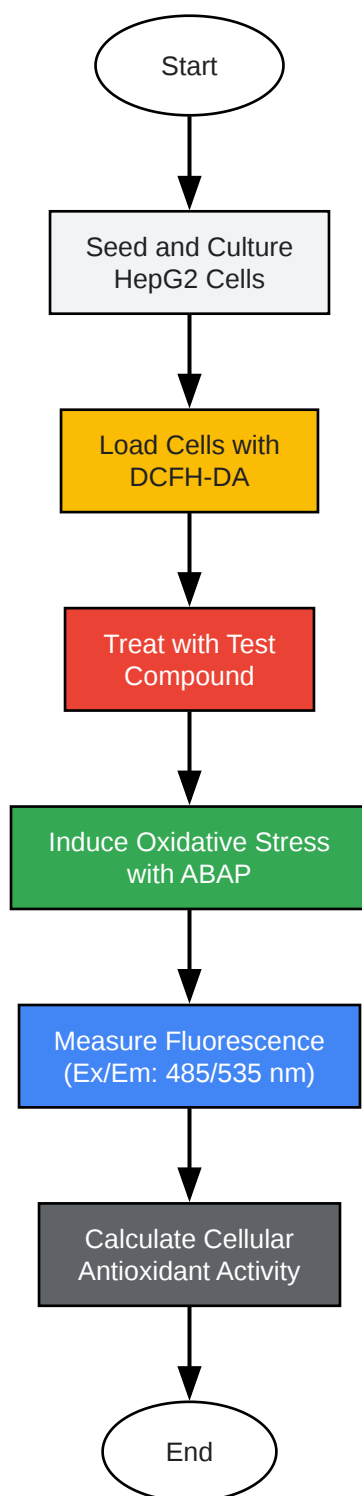 Start
Seed and Culture
HepG2 Cells
Load Cells with
DCFH-DA
Treat with Test
Compound
Induce Oxidative Stress
with ABAP
Measure Fluorescence
(Ex/Em: 485/535 nm)
Calculate Cellular
Antioxidant Activity
End